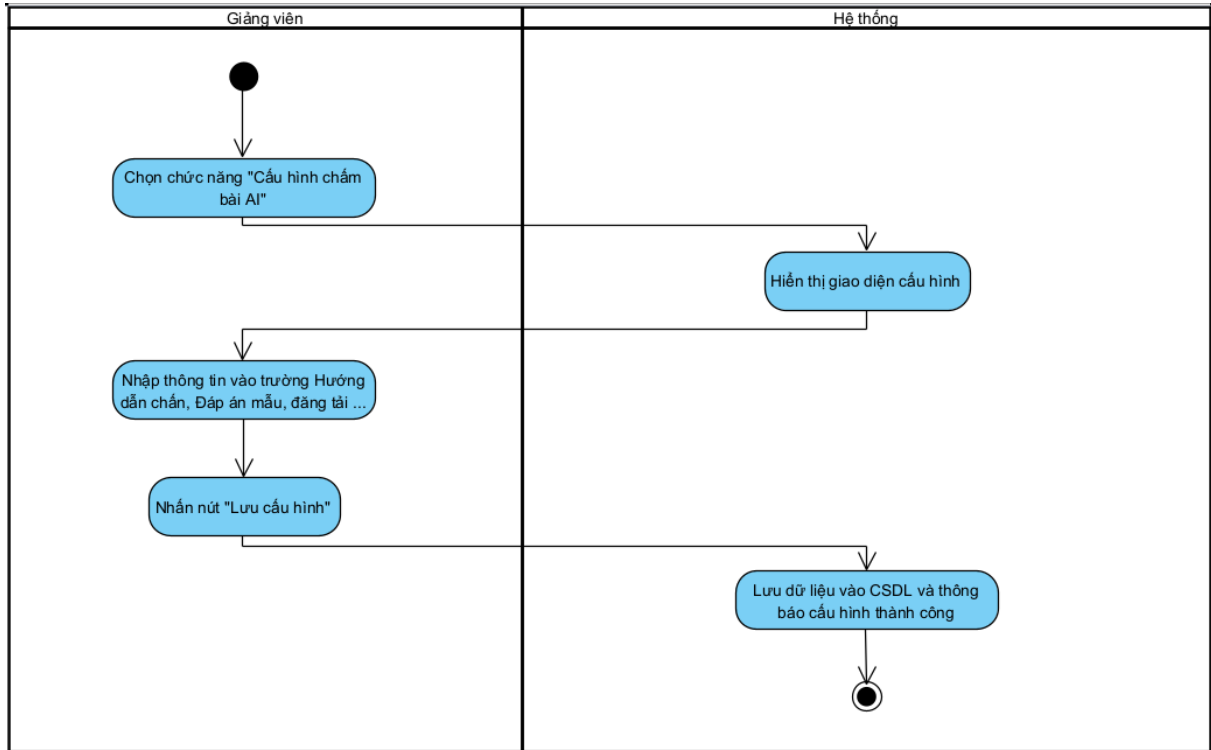 Giảng viên
Hệ thống
Chọn chức năng "Cấu hình chấm
bài AI"
Hiển thị giao diện cấu hình
Nhập thông tin vào trường Hướng
dẫn chấn, Đáp án mẫu, đăng tải ...
Nhấn nút "Lưu cấu hình"
Lưu dữ liệu vào CSDL và thông
báo cấu hình thành công